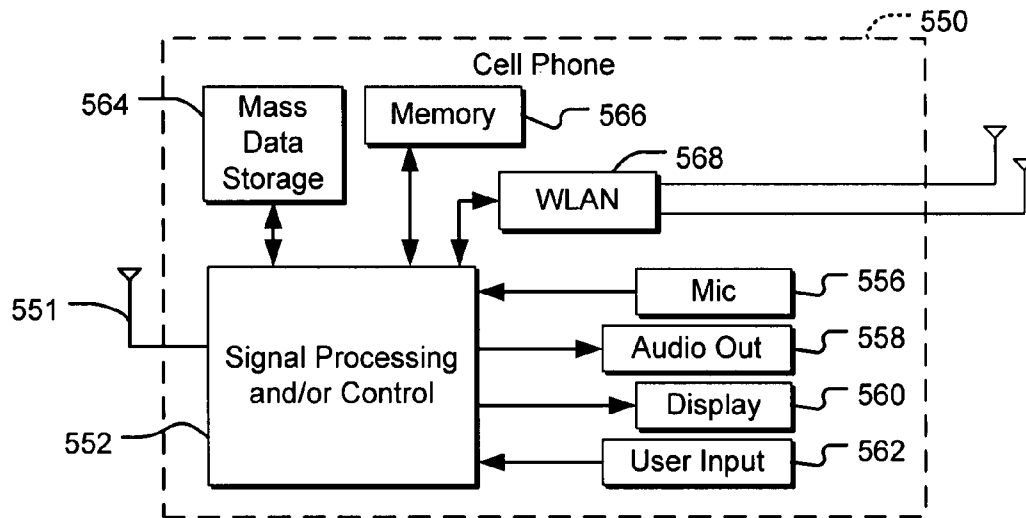 550
Cell Phone
564
Mass
Data
Storage
Memory
566
568
WLAN
551
Mic
556
Signal Processing
and/or Control
Audio Out
558
Display
560
552
User Input
562